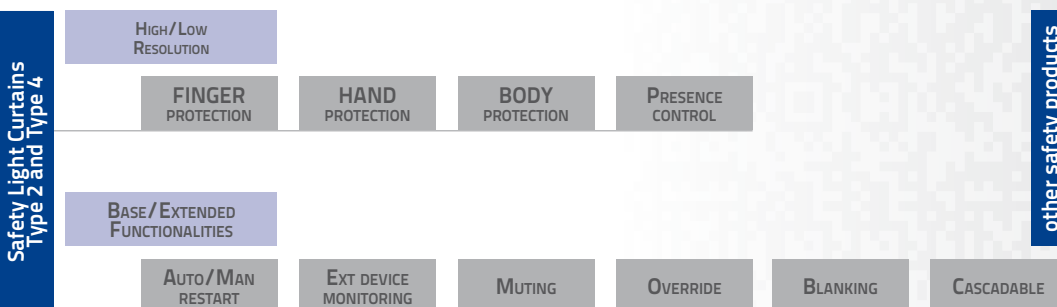 Safety Light Curtains
Type 2 and Type 4
High/Low
Resolution
FINGER
PROTECTION
HAND
PROTECTION
BODY
PROTECTION
Presence
CONTROL
Base/Extended
Functionalities
Auto/Man
RESTART
Ext device
MONITORING
Muting
Override
Blanking
Cascadable
other safety products